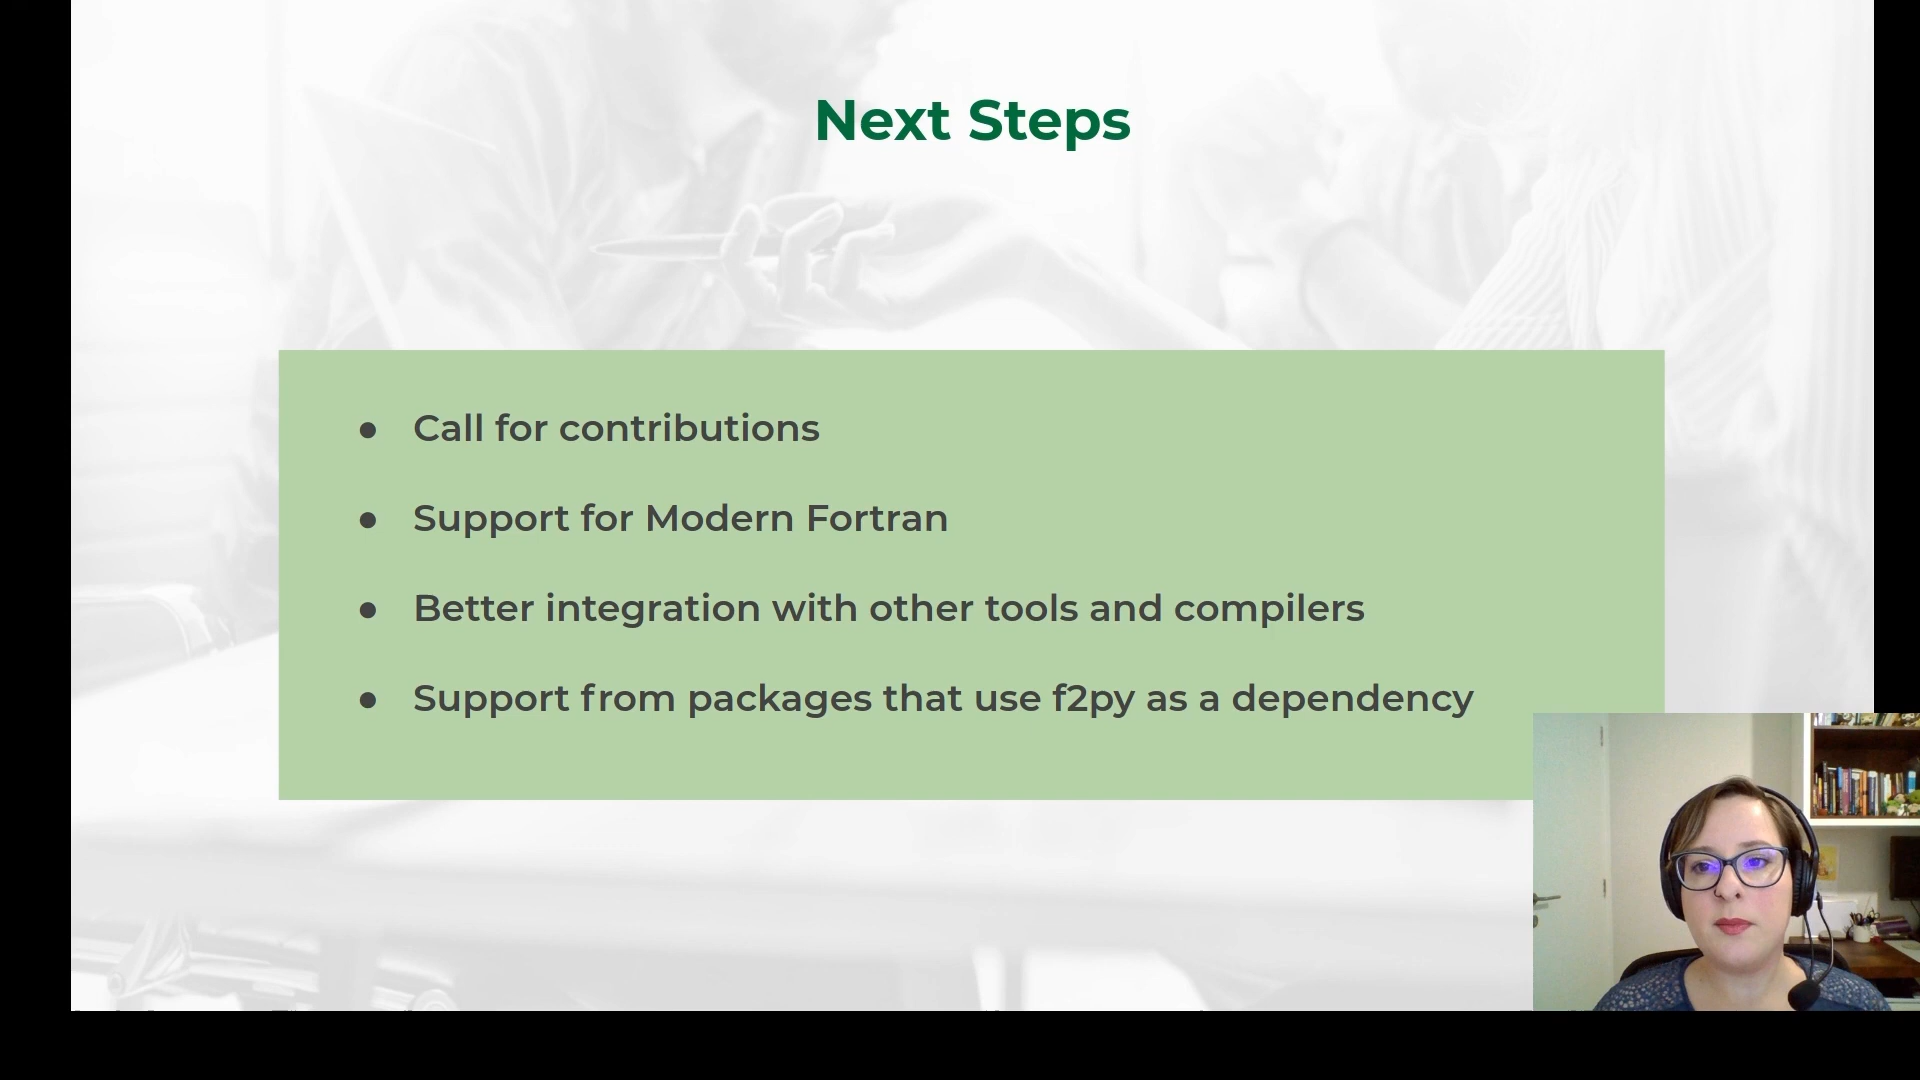 Next Steps
● Call for contributions
● Support for Modern Fortran
● Better integration with other tools and compilers
● Support from packages that use f2py as a dependency